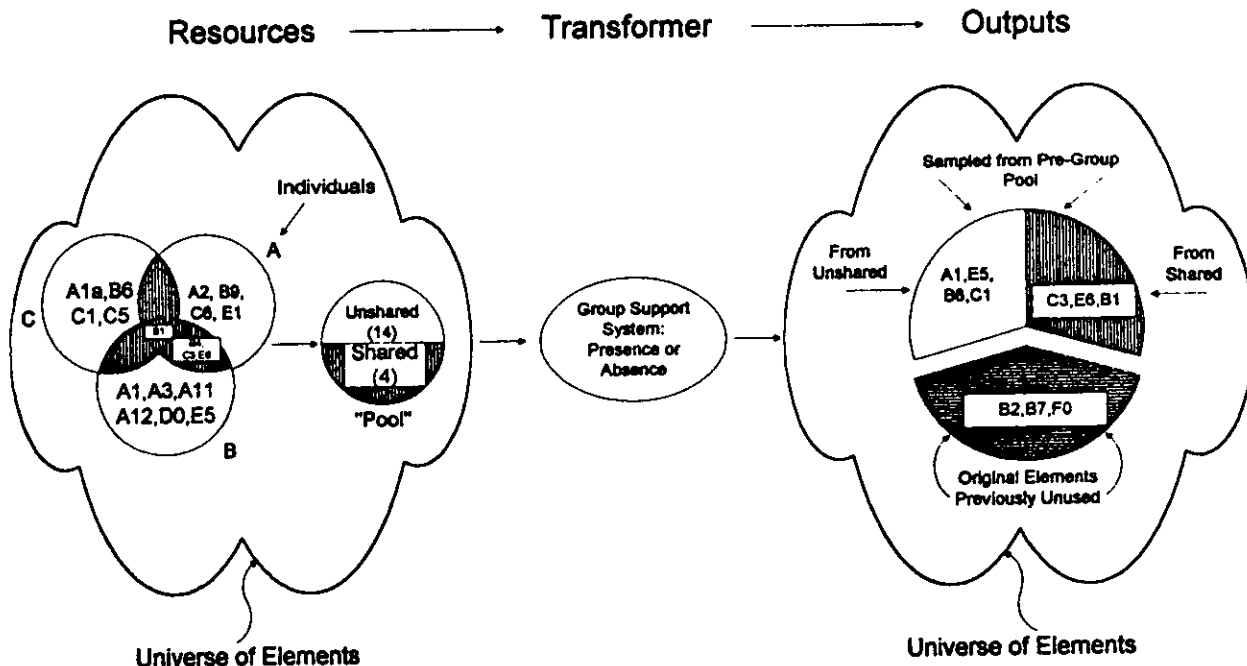 Resources
Transformer
Outputs
Individuals
A
C
A1a,B6
C1,C5
A2, B9,
C6, E1
B1
C3 E6
A1,A3,A11
A12,D0,E5
B
Unshared
(14)
Shared
(4)
"Pool"
Group Support
System:
Presence or
Absence
Sampled from Pre-Group
Pool
From
Unshared
A1,E5,
B6,C1
C3,E6,B1
From
Shared
B2,B7,F0
Original Elements
Previously Unused
Universe of Elements
Universe of Elements